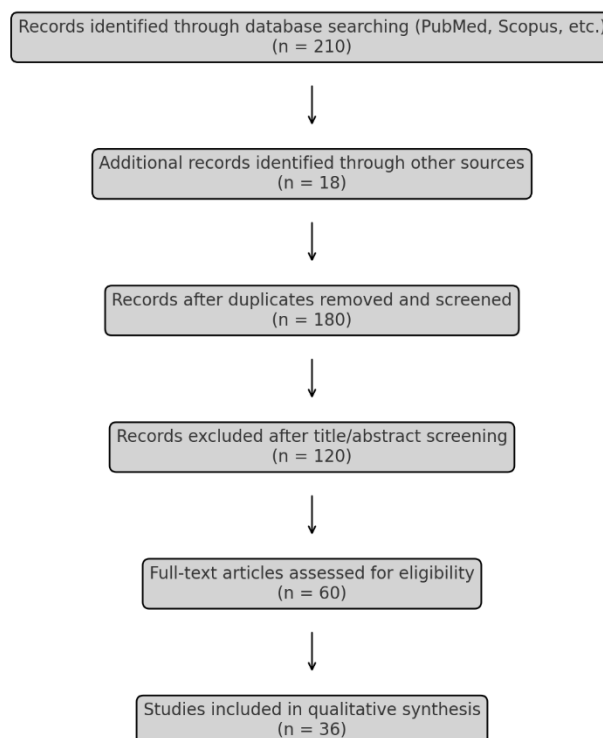 Records identified through database searching (PubMed, Scopus, etc.)
(n = 210)
Additional records identified through other sources
(n = 18)
Records after duplicates removed and screened
(n = 180)
Records excluded after title/abstract screening
(n = 120)
Full-text articles assessed for eligibility
(n = 60)
Studies included in qualitative synthesis
(n = 36)